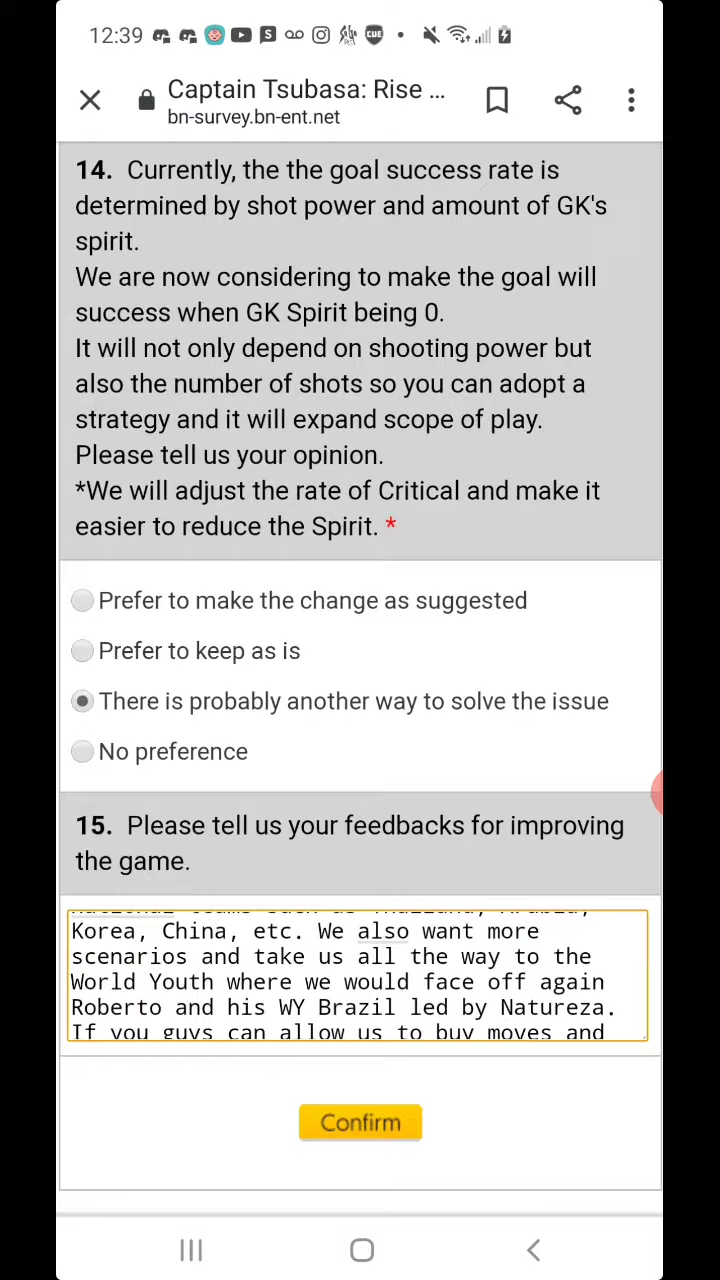 12:39
Captain Tsubasa: Rise ...
bn-survey.bn-ent.net
14. Currently, the the goal success rate is
determined by shot power and amount of GK's
spirit.
We are now considering to make the goal will
success when GK Spirit being 0.
It will not only depend on shooting power but
also the number of shots so you can adopt a
strategy and it will expand scope of play.
Please tell us your opinion.
*We will adjust the rate of Critical and make it
easier to reduce the Spirit. *
Prefer to make the change as suggested
Prefer to keep as is
There is probably another way to solve the issue
No preference
15. Please tell us your feedbacks for improving
the game.
Korea, China, etc. We also want more
scenarios and take us all the way to the
World Youth where we would face off again
Roberto and his WY Brazil led by Natureza.
If you guys can allow us to buy moves and
Confirm